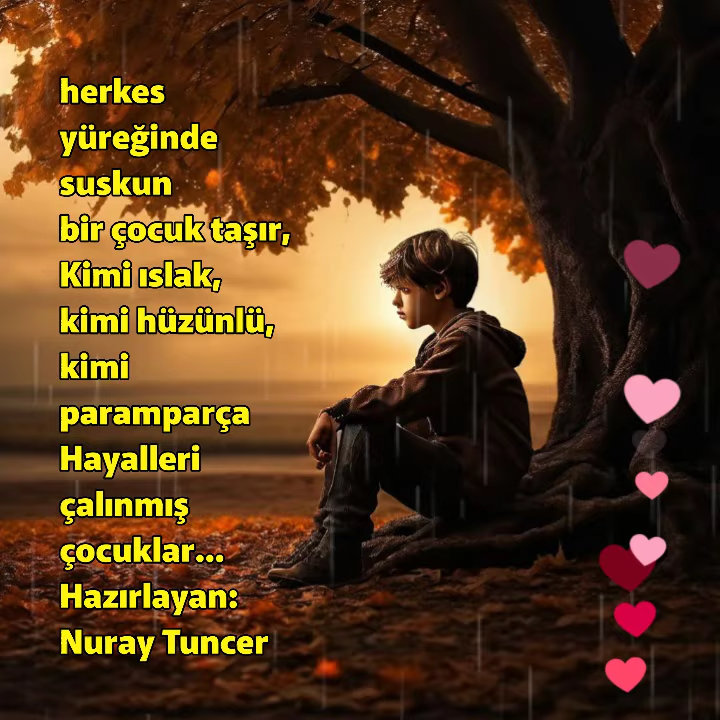 herkes
yüreğinde
suskun
bir çocuk taşır,
Kimi ıslak,
kimi hüzünlü,
kimi
paramparça
Hayalleri
çalınmış
çocuklar...
Hazırlayan:
Nuray Tuncer